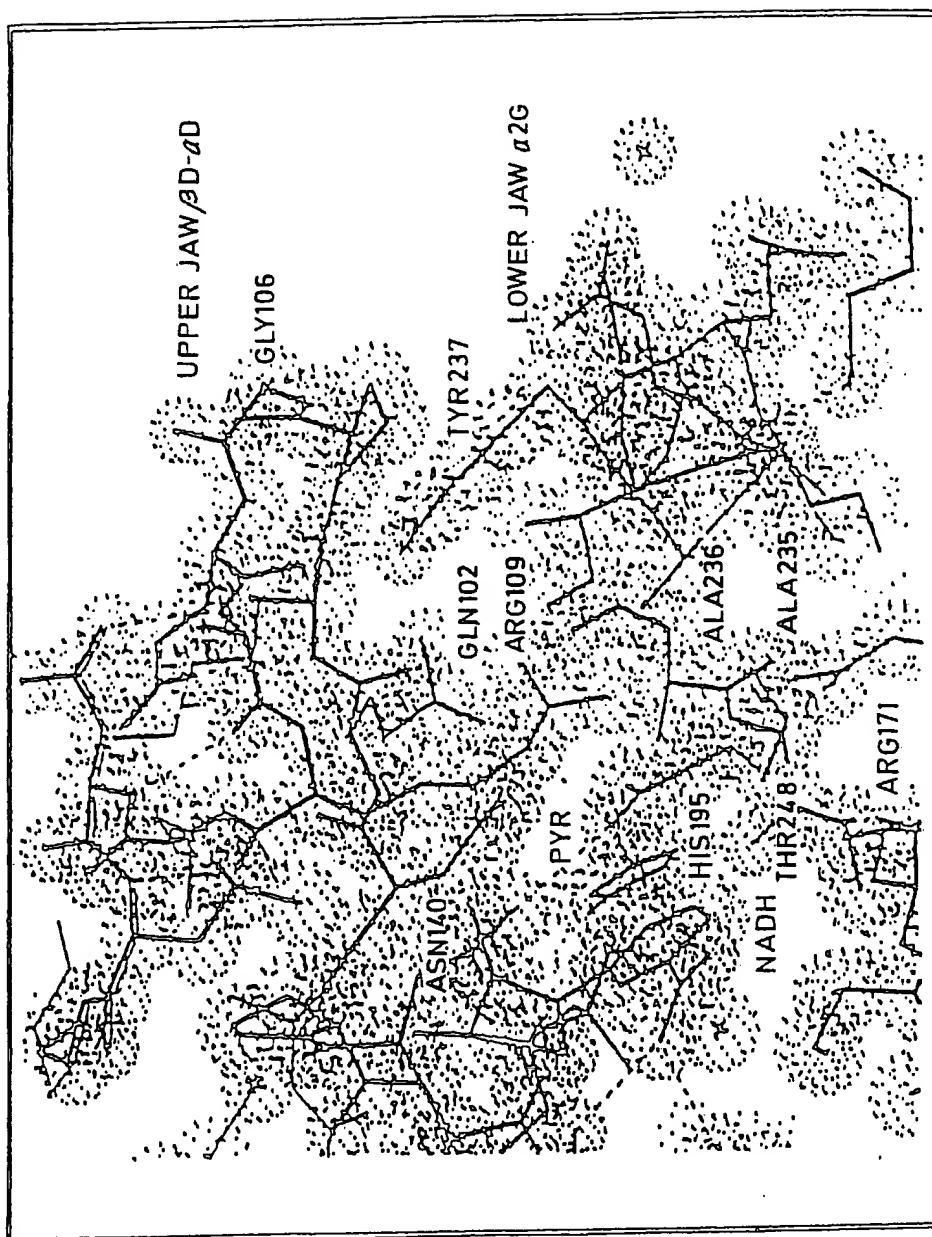 UPPER JAW βD-αD
GLY106
TYR237
LOWER JAW α2G
GLN102
ARG109
ASN140
PYR
ALA236
ALA235
HIS195
THR248
NADH
ARG171